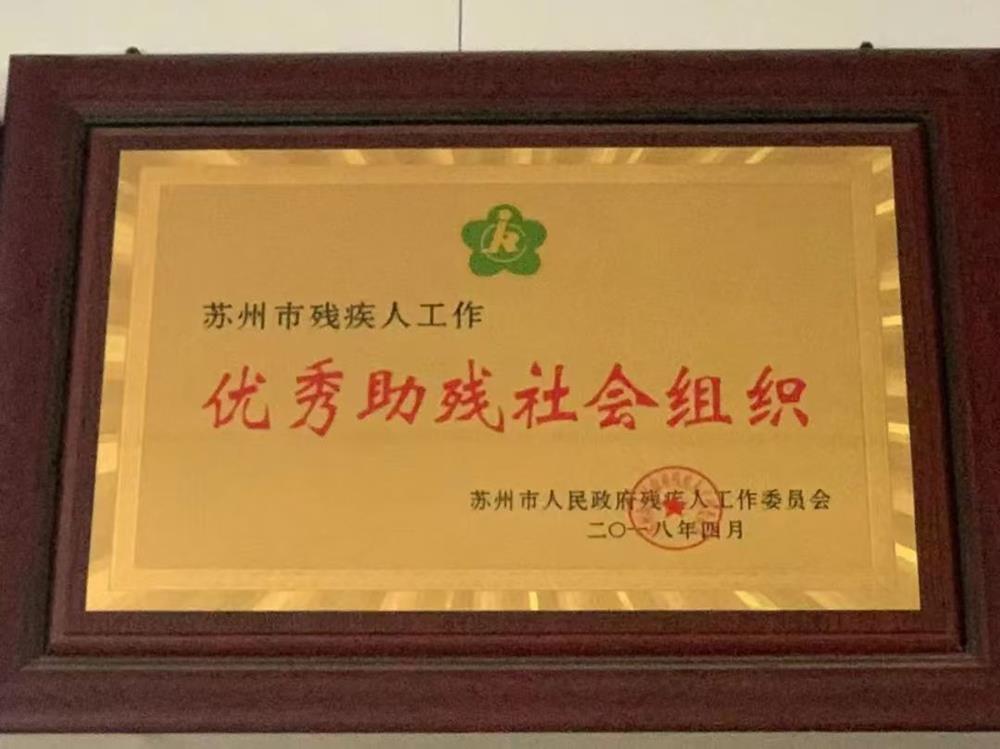 苏州市残疾人工作
优秀助残社会组织
苏州市人民政府残疾人工作委员会
二〇一八年四月